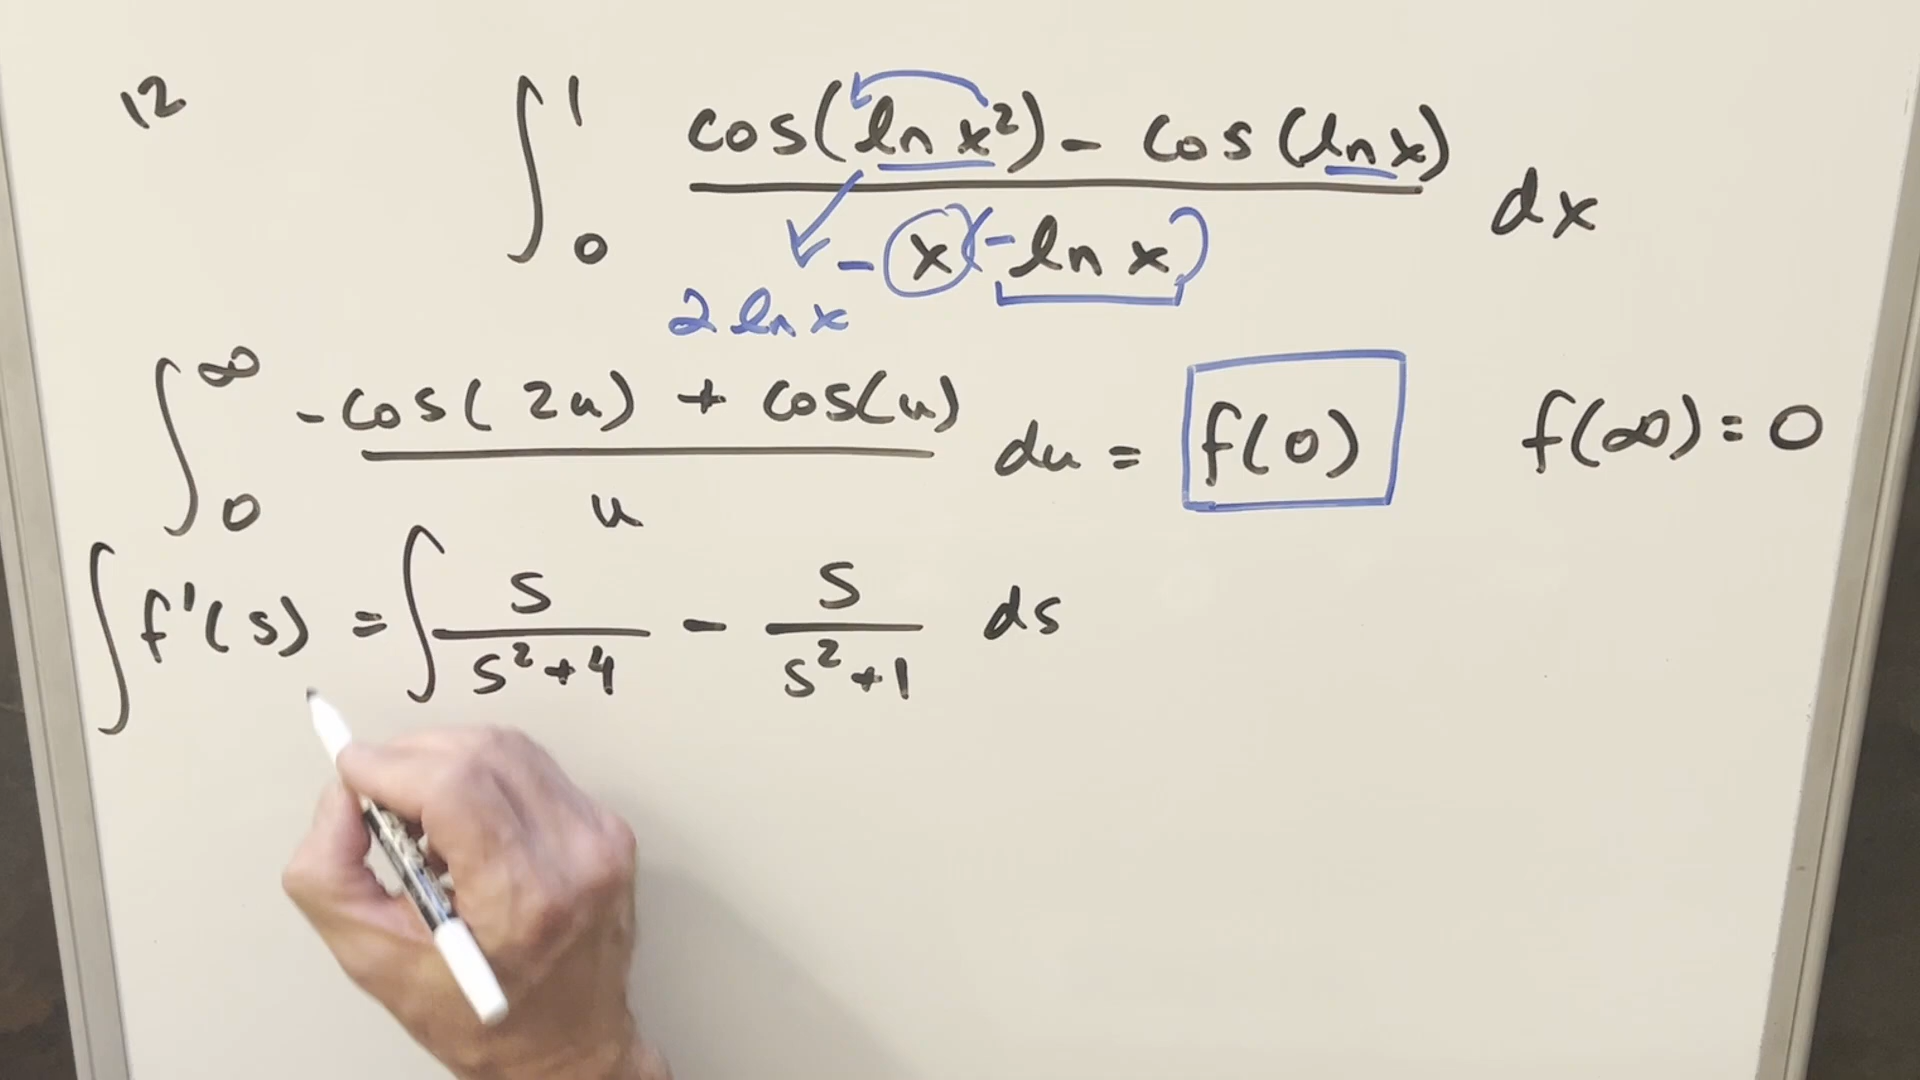 12
∫₀¹ (cos(ln x²) - cos(ln x)) / (-x(-ln x)) dx
2 ln x
∫₀^∞ (-cos(2u) + cos(u)) / u du = f(0) f(∞) = 0
∫ f'(s) = ∫ s/(s²+4) - s/(s²+1) ds